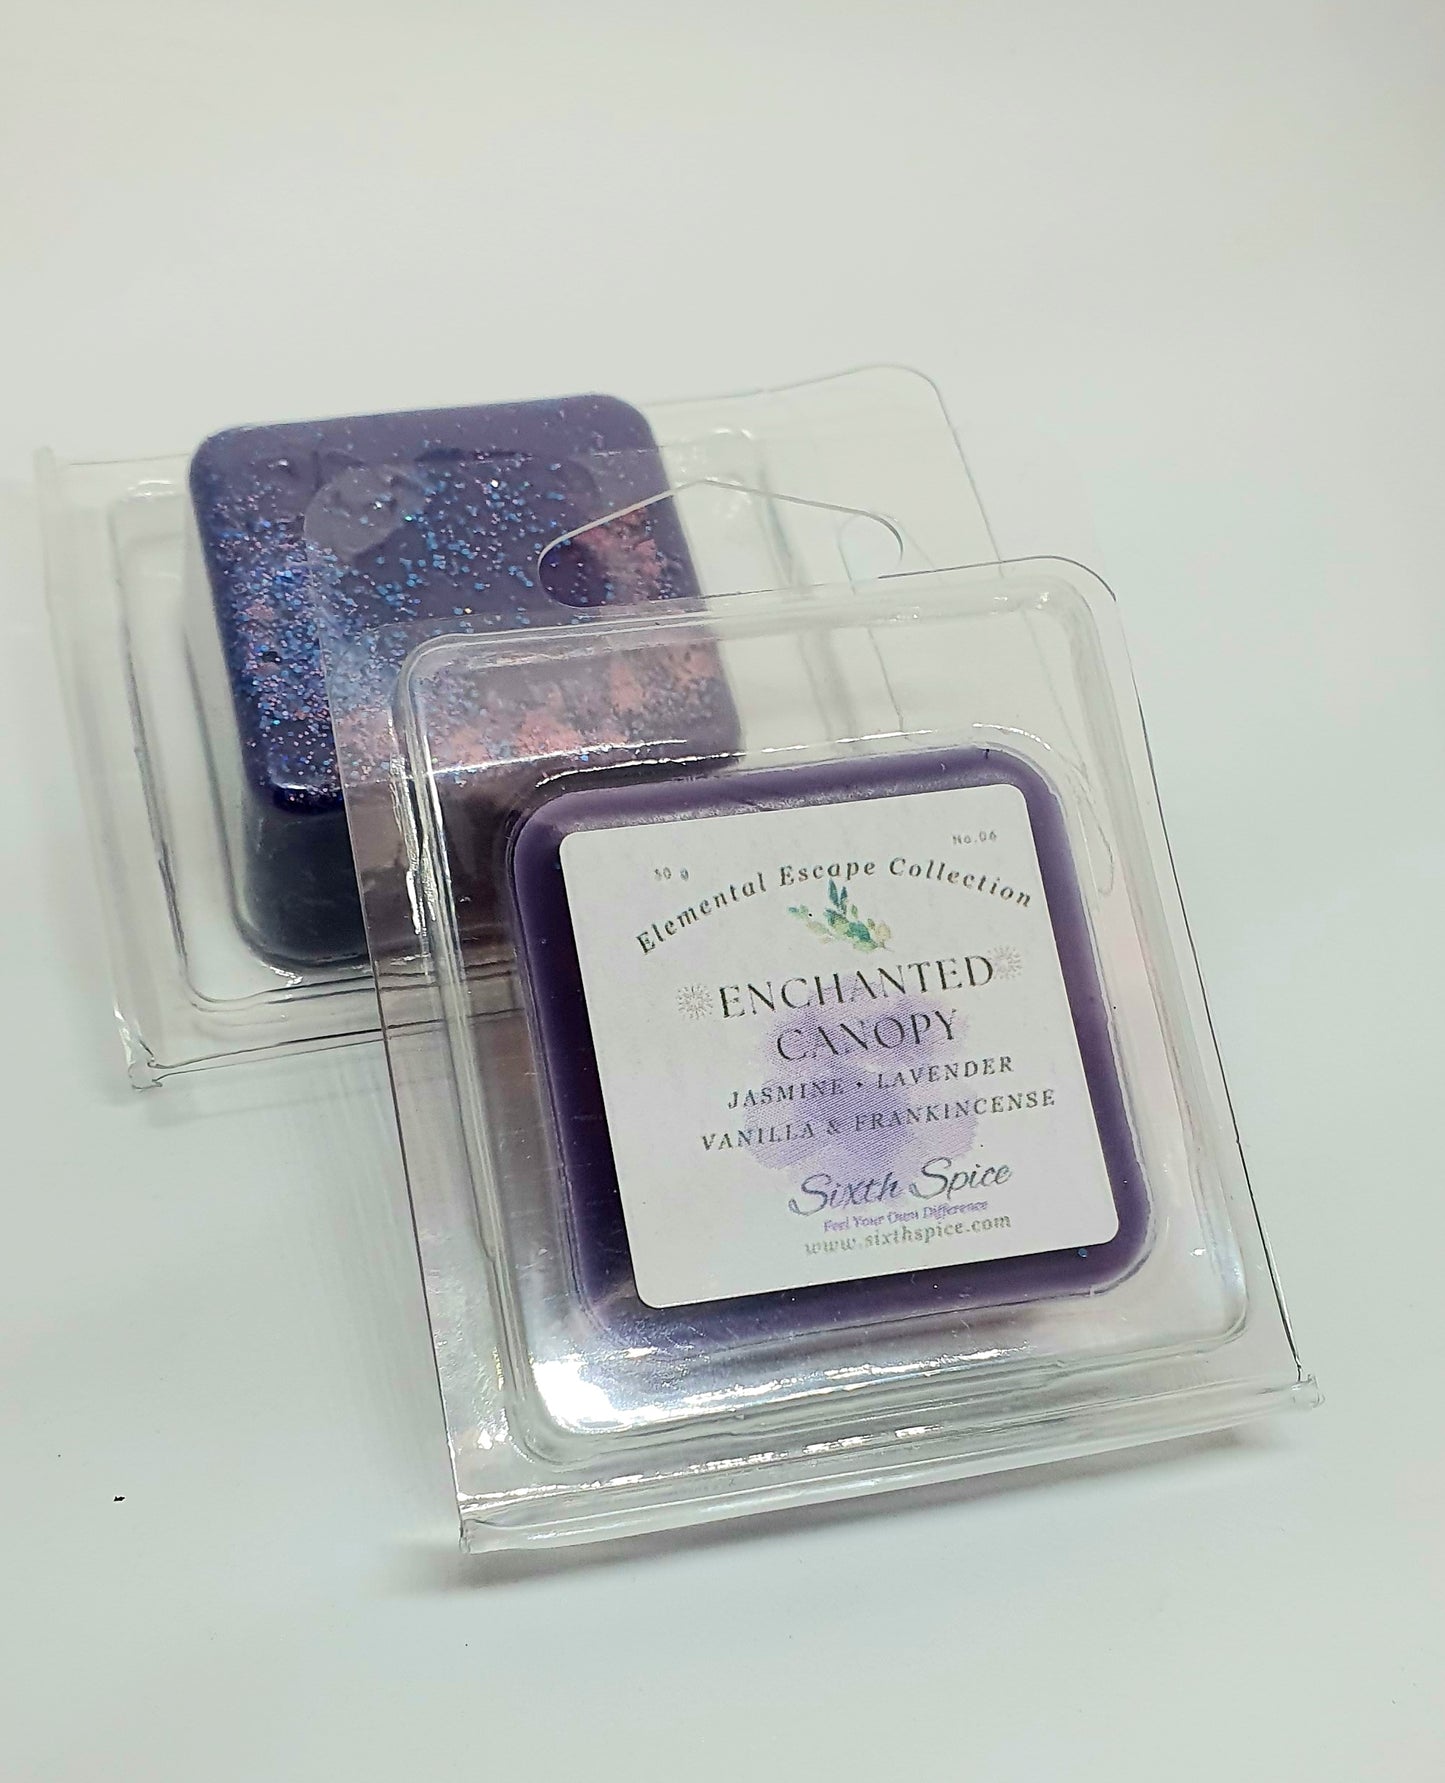 No.06
50 g
Elemental Escape Collection
ENCHANTED
CANOPY
JASMINE • LAVENDER
VANILLA & FRANKINCENSE
Sixth Spice
Feel Your Own Difference
www.sixthspice.com